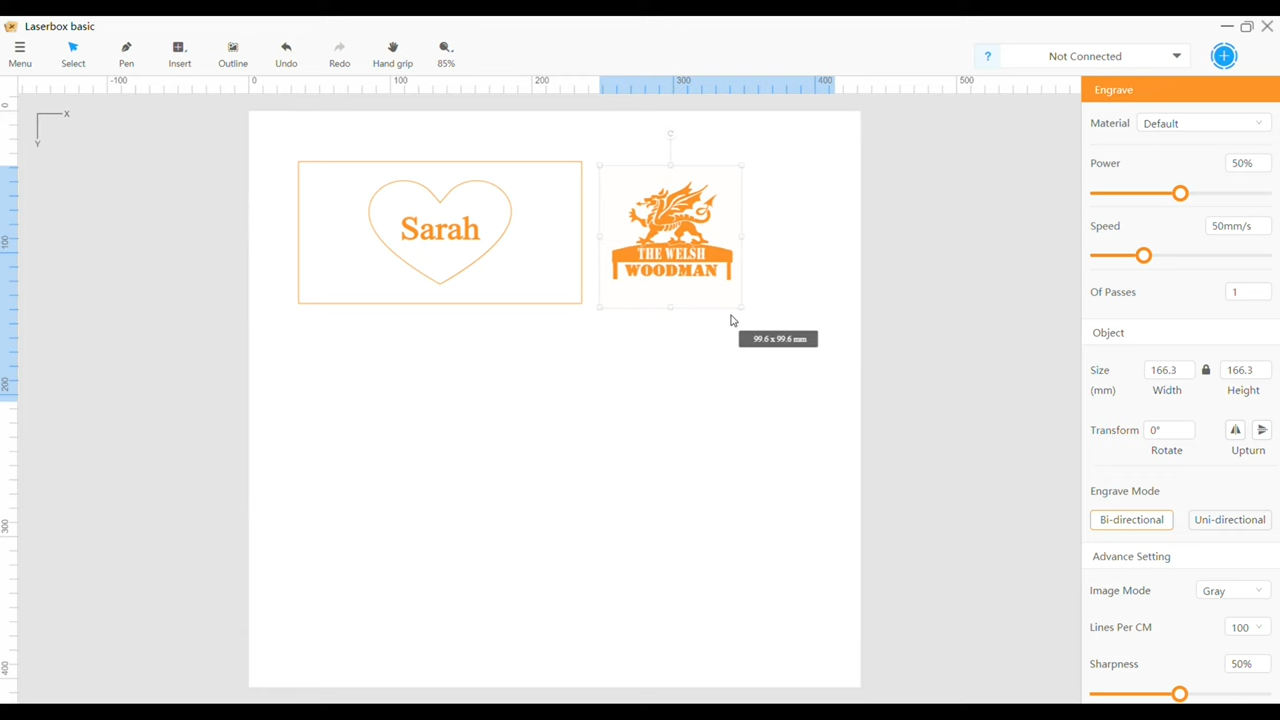 Laserbox basic
Menu Select Pen Insert Outline Undo Redo Hand grip 85% ? Not Connected
-100 0 100 200 300 400 500
X
Y
0
100
200
300
400
Sarah
THE WELSH
WOODMAN
99.6 x 99.6 mm
Engrave
Material Default
Power 50%
Speed 50mm/s
Of Passes 1
Object
Size 166.3 166.3
(mm) Width Height
Transform 0°
Rotate Upturn
Engrave Mode
Bi-directional Uni-directional
Advance Setting
Image Mode Gray
Lines Per CM 100
Sharpness 50%